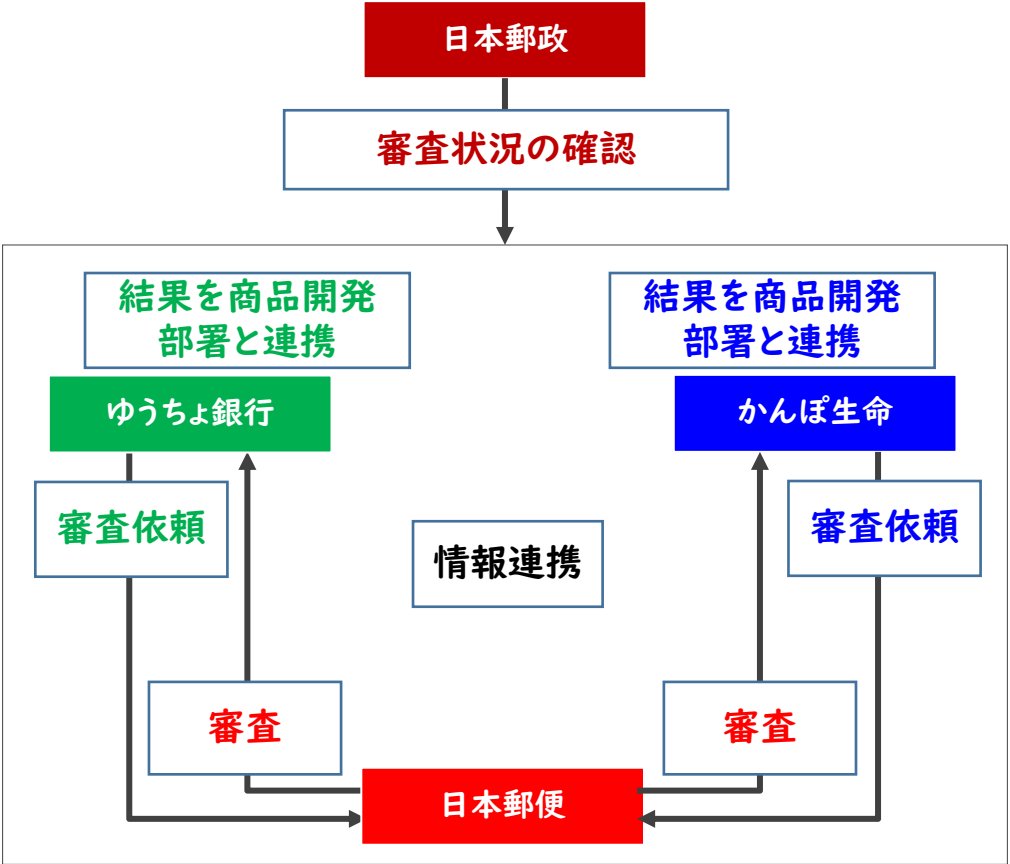 日本郵政
審査状況の確認
結果を商品開発
部署と連携
結果を商品開発
部署と連携
ゆうちょ銀行
かんぽ生命
審査依頼
審査依頼
情報連携
審査
審査
日本郵便